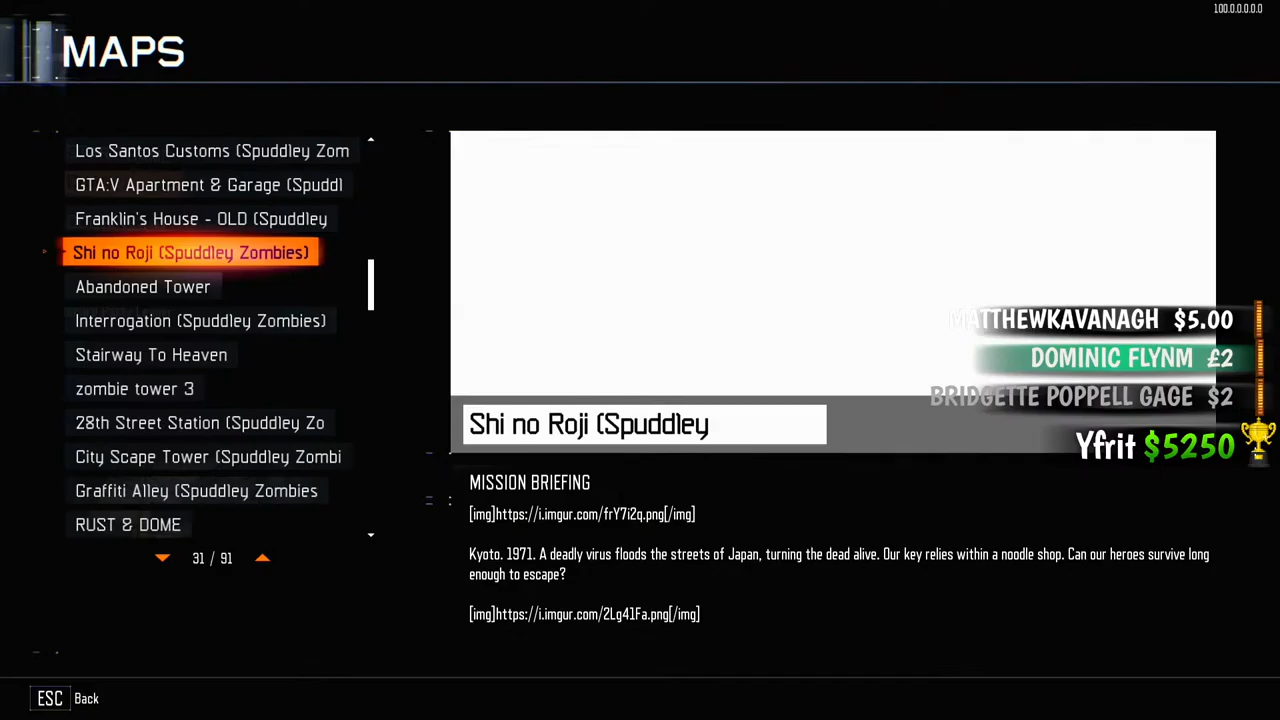 100.0.0.0.0.0
MAPS
Los Santos Customs (Spuddley Zom
GTA:V Apartment & Garage (Spuddl
Franklin's House - OLD (Spuddley
Shi no Roji (Spuddley Zombies)
Abandoned Tower
Interrogation (Spuddley Zombies)
Stairway To Heaven
zombie tower 3
28th Street Station (Spuddley Zo
City Scape Tower (Spuddley Zombi
Graffiti Alley (Spuddley Zombies
RUST & DOME
31 / 91
MATTHEWKAVANAGH $5.00
DOMINIC FLYNM £2
BRIDGETTE POPPELL GAGE $2
Yfrit $5250
Shi no Roji (Spuddley
MISSION BRIEFING
[img]https://i.imgur.com/frY7i2q.png[/img]
Kyoto. 1971. A deadly virus floods the streets of Japan, turning the dead alive. Our key relies within a noodle shop. Can our heroes survive long
enough to escape?
[img]https://i.imgur.com/2Lg41Fa.png[/img]
ESC Back